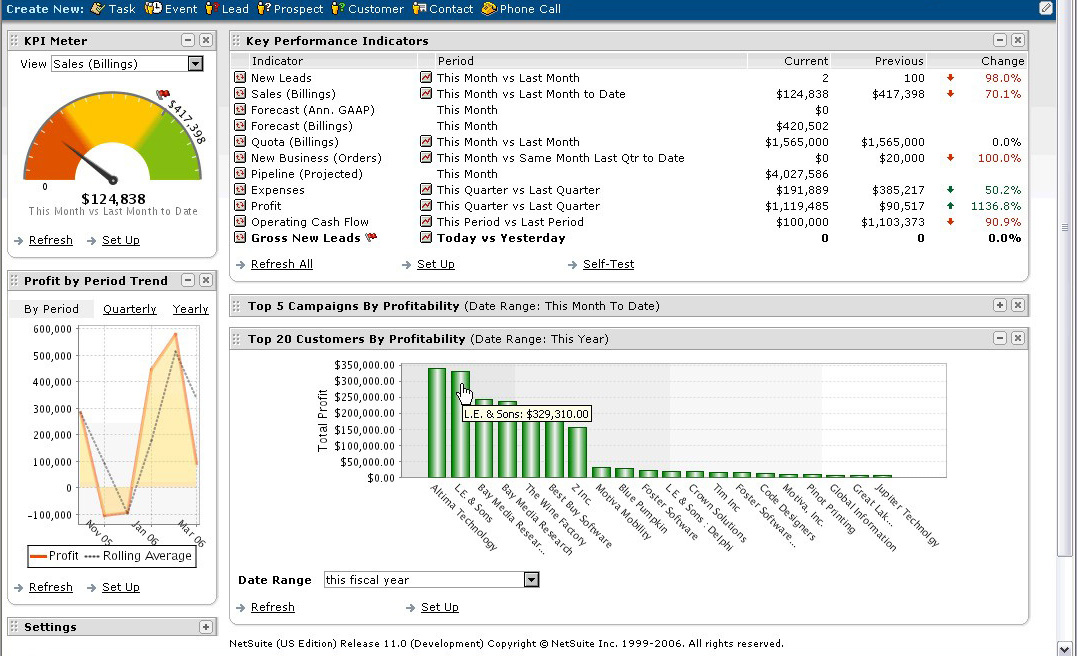 Create New: Task Event Lead Prospect Customer Contact Phone Call
KPI Meter
View Sales (Billings)
$417,398
0
$124,838
This Month vs Last Month to Date
Refresh Set Up
Profit by Period Trend
By Period Quarterly Yearly
600,000
500,000
400,000
300,000
200,000
100,000
0
-100,000
Nov 05 Jan 06 Mar 06
Profit Rolling Average
Refresh Set Up
Settings
Key Performance Indicators
Indicator Period Current Previous Change
New Leads This Month vs Last Month 2 100 98.0%
Sales (Billings) This Month vs Last Month to Date $124,838 $417,398 70.1%
Forecast (Ann. GAAP) This Month $0
Forecast (Billings) This Month $420,502
Quota (Billings) This Month vs Last Month $1,565,000 $1,565,000 0.0%
New Business (Orders) This Month vs Same Month Last Qtr to Date $0 $20,000 100.0%
Pipeline (Projected) This Month $4,027,586
Expenses This Quarter vs Last Quarter $191,889 $385,217 50.2%
Profit This Quarter vs Last Quarter $1,119,485 $90,517 1136.8%
Operating Cash Flow This Period vs Last Period $100,000 $1,103,373 90.9%
Gross New Leads Today vs Yesterday 0 0 0.0%
Refresh All Set Up Self-Test
Top 5 Campaigns By Profitability (Date Range: This Month To Date)
Top 20 Customers By Profitability (Date Range: This Year)
Total Profit
$350,000.00
$300,000.00
$250,000.00
$200,000.00
$150,000.00
$100,000.00
$50,000.00
$0.00
L.E. & Sons: $329,310.00
Altima Technology
L.E. & Sons
Bay Media Resear...
Bay Media Research
The Wine Factory
Best Buy Software
Z Inc.
Motiva Mobility
Blue Pumpkin
Foster Software
L.E & Sons : Delphi
Crown Solutions
Tim Inc
Foster Software...
Code Designers
Motiva, Inc.
Pinot Printing
Global Information
Great Lak...
Jupiter Technolgy
Date Range this fiscal year
Refresh Set Up
NetSuite (US Edition) Release 11.0 (Development) Copyright © NetSuite Inc. 1999-2006. All rights reserved.